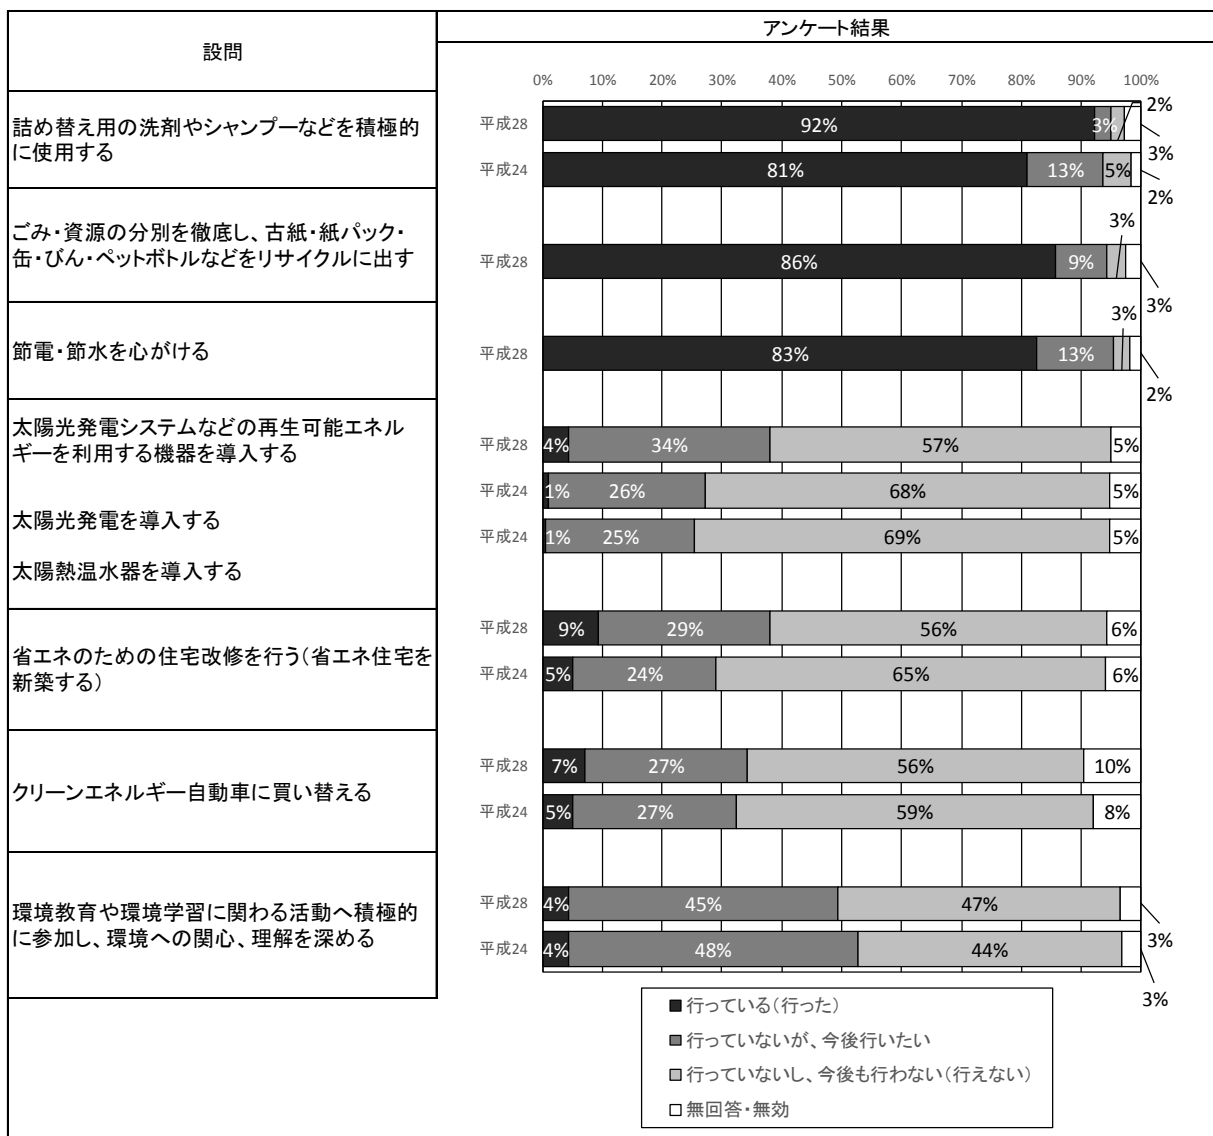 設問
アンケート結果
0% 10% 20% 30% 40% 50% 60% 70% 80% 90% 100%
詰め替え用の洗剤やシャンプーなどを積極的
に使用する
平成28 92% 3% 2% 3%
平成24 81% 13% 5% 2%
ごみ・資源の分別を徹底し、古紙・紙パック・
缶・びん・ペットボトルなどをリサイクルに出す
平成28 86% 9% 3% 3%
節電・節水を心がける
平成28 83% 13% 3% 2%
太陽光発電システムなどの再生可能エネル
ギーを利用する機器を導入する
平成28 4% 34% 57% 5%
太陽光発電を導入する
平成24 1% 26% 68% 5%
太陽熱温水器を導入する
平成24 1% 25% 69% 5%
省エネのための住宅改修を行う(省エネ住宅を
新築する)
平成28 9% 29% 56% 6%
平成24 5% 24% 65% 6%
クリーンエネルギー自動車に買い替える
平成28 7% 27% 56% 10%
平成24 5% 27% 59% 8%
環境教育や環境学習に関わる活動へ積極的
に参加し、環境への関心、理解を深める
平成28 4% 45% 47% 3%
平成24 4% 48% 44% 3%
行っている(行った)
行っていないが、今後行いたい
行っていないし、今後も行わない(行えない)
無回答・無効